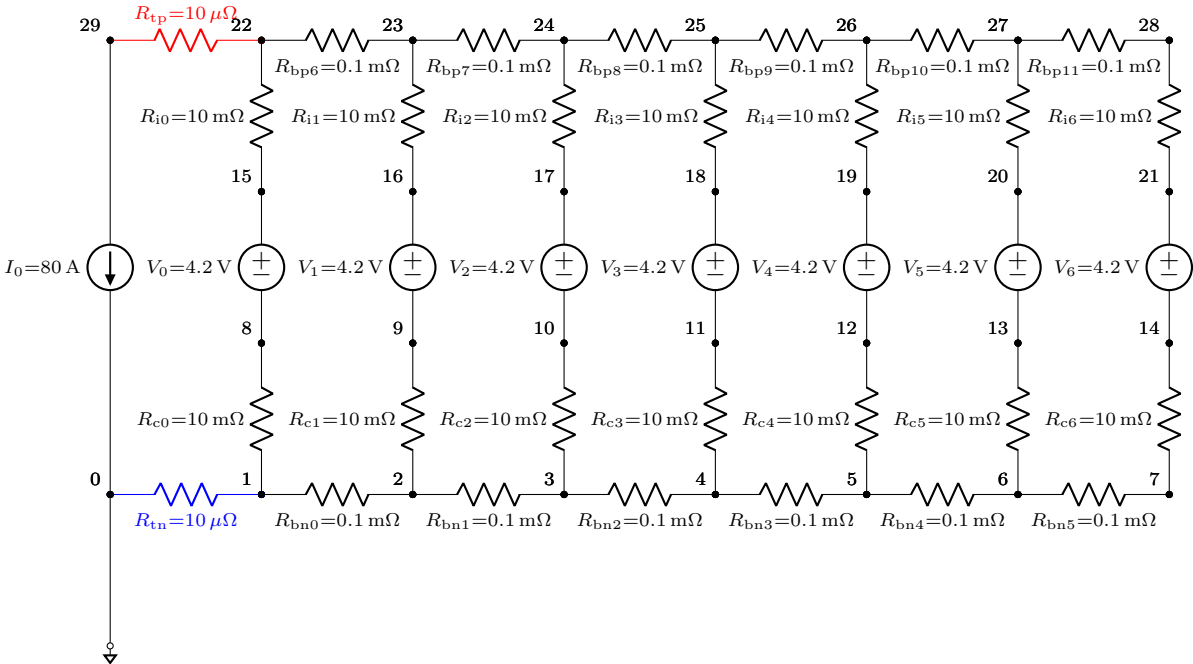 R_tp=10 μΩ
29 22 23 24 25 26 27 28
R_bp6=0.1 mΩ R_bp7=0.1 mΩ R_bp8=0.1 mΩ R_bp9=0.1 mΩ R_bp10=0.1 mΩ R_bp11=0.1 mΩ
R_i0=10 mΩ R_i1=10 mΩ R_i2=10 mΩ R_i3=10 mΩ R_i4=10 mΩ R_i5=10 mΩ R_i6=10 mΩ
15 16 17 18 19 20 21
I_0=80 A V_0=4.2 V V_1=4.2 V V_2=4.2 V V_3=4.2 V V_4=4.2 V V_5=4.2 V V_6=4.2 V
8 9 10 11 12 13 14
R_c0=10 mΩ R_c1=10 mΩ R_c2=10 mΩ R_c3=10 mΩ R_c4=10 mΩ R_c5=10 mΩ R_c6=10 mΩ
0 1 2 3 4 5 6 7
R_tn=10 μΩ R_bn0=0.1 mΩ R_bn1=0.1 mΩ R_bn2=0.1 mΩ R_bn3=0.1 mΩ R_bn4=0.1 mΩ R_bn5=0.1 mΩ